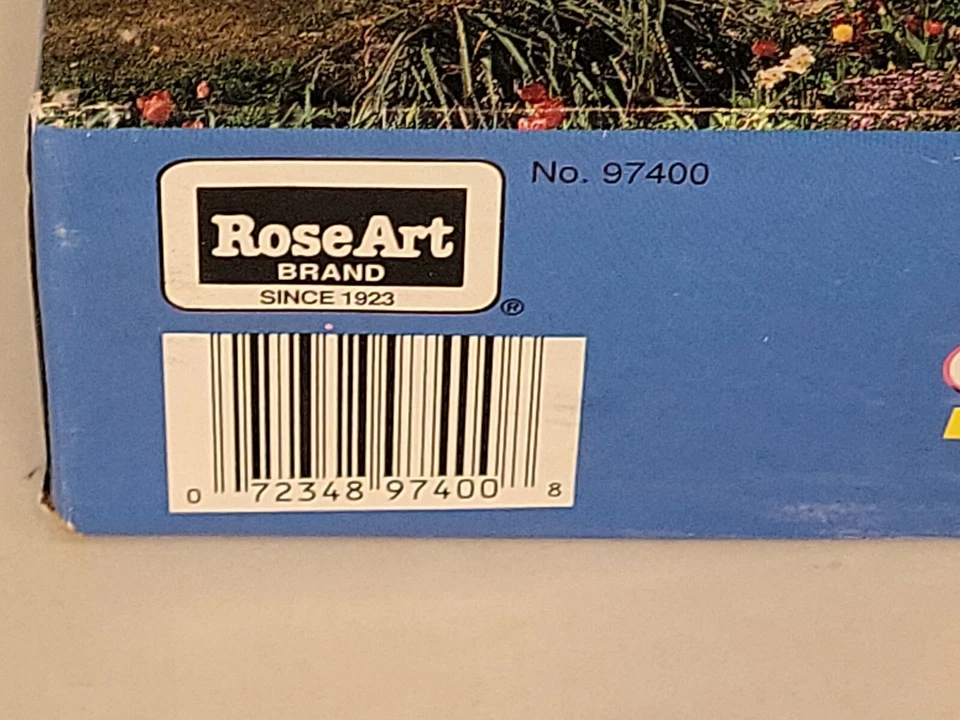 No. 97400
RoseArt
BRAND
SINCE 1923
®
0 72348 97400 8